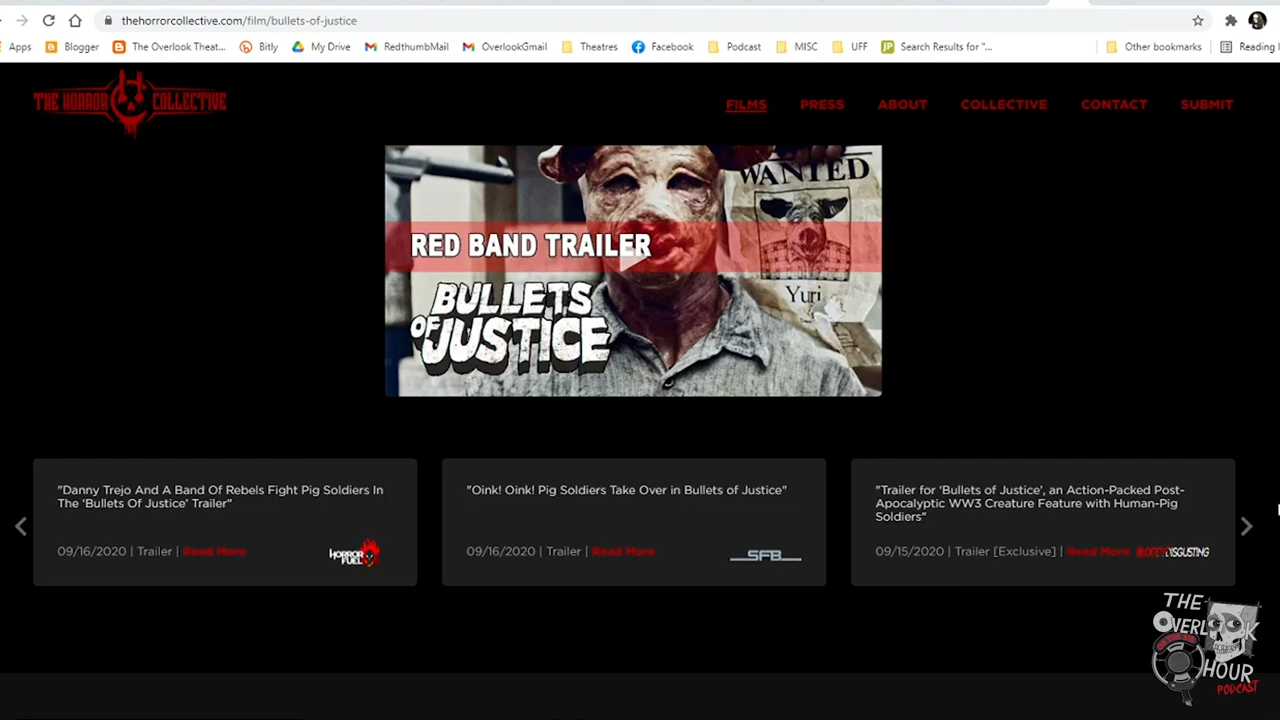 thehorrorcollective.com/film/bullets-of-justice
Apps Blogger The Overlook Theat... Bitly My Drive RedthumbMail OverlookGmail Theatres Facebook Podcast MISC UFF Search Results for "... Other bookmarks Reading l
THE HORROR COLLECTIVE
FILMS PRESS ABOUT COLLECTIVE CONTACT SUBMIT
WANTED
RED BAND TRAILER
Yuri
BULLETS
OF JUSTICE
"Danny Trejo And A Band Of Rebels Fight Pig Soldiers In
The ‘Bullets Of Justice’ Trailer"
09/16/2020 | Trailer | Read More
HORROR
FUEL
"Oink! Oink! Pig Soldiers Take Over in Bullets of Justice"
09/16/2020 | Trailer | Read More
SFB
"Trailer for ‘Bullets of Justice’, an Action-Packed Post-
Apocalyptic WW3 Creature Feature with Human-Pig
Soldiers"
09/15/2020 | Trailer [Exclusive] | Read More
THE
OVERLOOK
ON THE AIR
HOUR
PODCAST